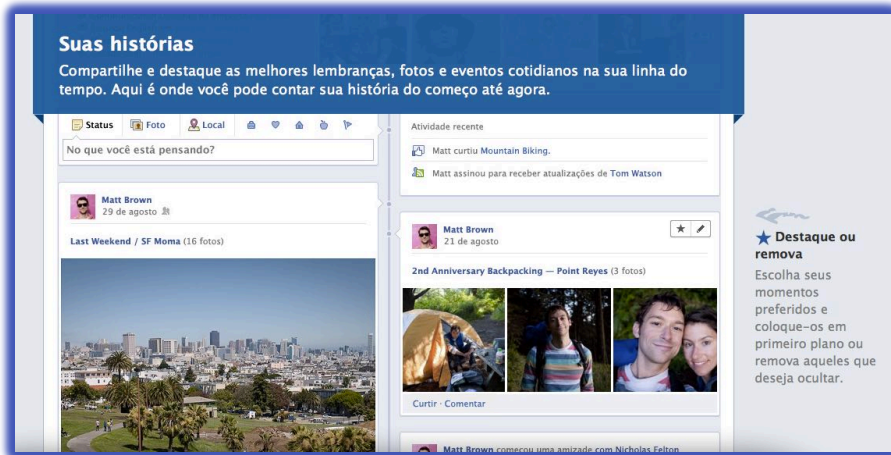 Suas histórias
Compartilhe e destaque as melhores lembranças, fotos e eventos cotidianos na sua linha do
tempo. Aqui é onde você pode contar sua história do começo até agora.
Status Foto Local
No que você está pensando?
Matt Brown
29 de agosto
Last Weekend / SF Moma (16 fotos)
Atividade recente
Matt curtiu Mountain Biking.
Matt assinou para receber atualizações de Tom Watson
Matt Brown
21 de agosto
2nd Anniversary Backpacking — Point Reyes (3 fotos)
Curtir · Comentar
Matt Brown começou uma amizade com Nicholas Felton
Destaque ou
remova
Escolha seus
momentos
preferidos e
coloque-os em
primeiro plano ou
remova aqueles que
deseja ocultar.